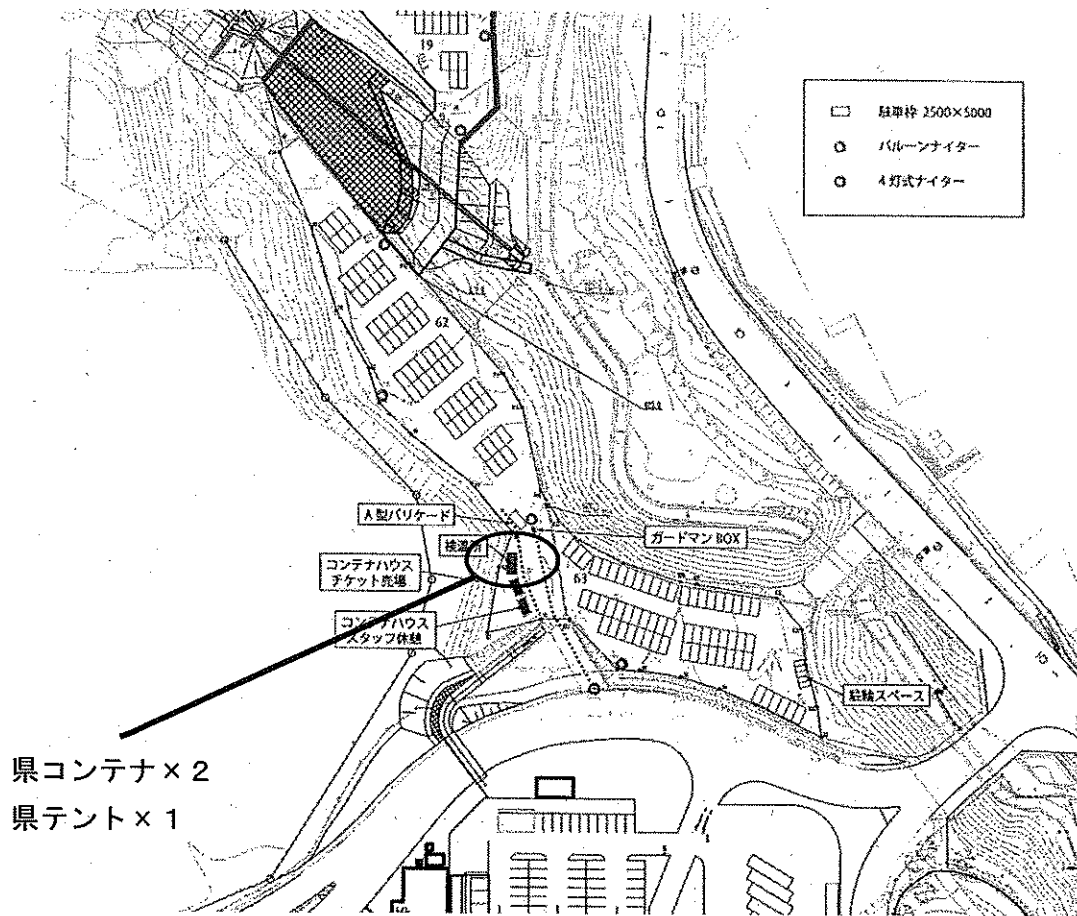 19
駐車枠 2500×5000
バルーンナイター
4灯式ナイター
62
A型バリケード
ガードマンBOX
コンテナハウス
チケット売場
63
コンテナハウス
スタッフ休憩
駐輪スペース
県コンテナ×2
県テント×1